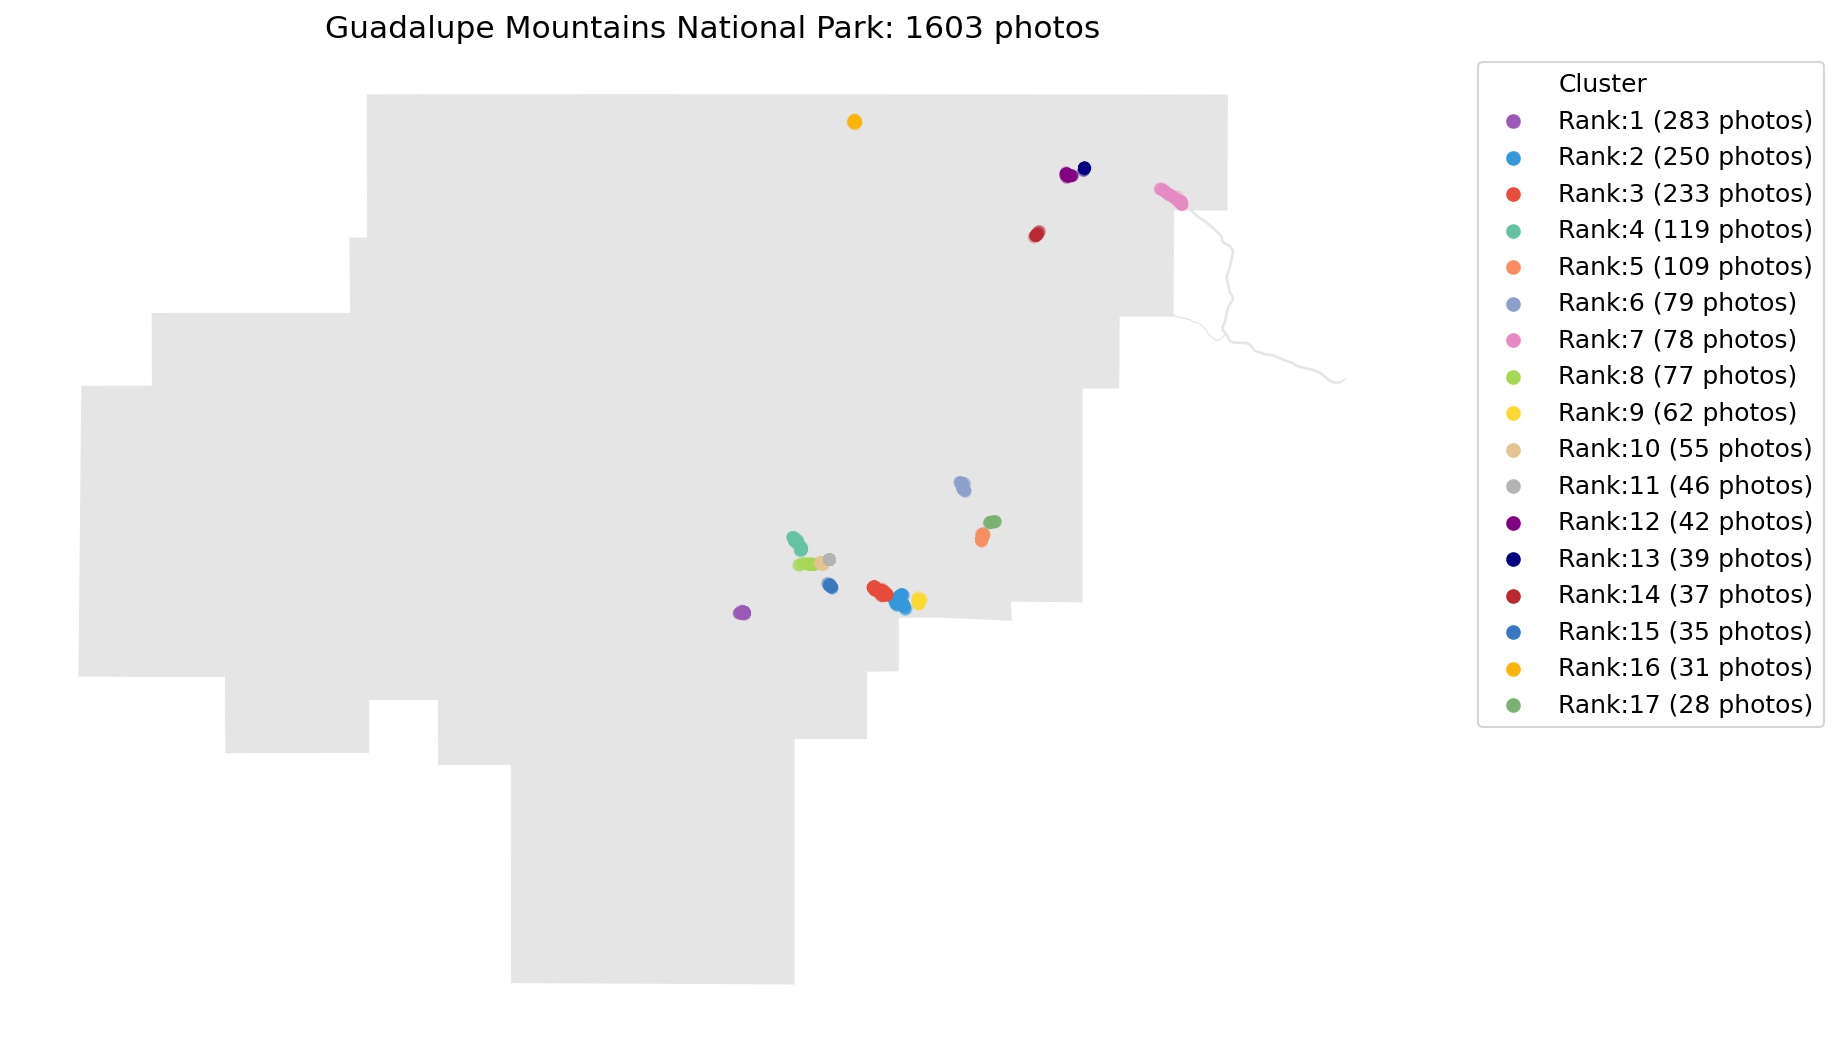 Guadalupe Mountains National Park: 1603 photos
Cluster
Rank:1 (283 photos)
Rank:2 (250 photos)
Rank:3 (233 photos)
Rank:4 (119 photos)
Rank:5 (109 photos)
Rank:6 (79 photos)
Rank:7 (78 photos)
Rank:8 (77 photos)
Rank:9 (62 photos)
Rank:10 (55 photos)
Rank:11 (46 photos)
Rank:12 (42 photos)
Rank:13 (39 photos)
Rank:14 (37 photos)
Rank:15 (35 photos)
Rank:16 (31 photos)
Rank:17 (28 photos)